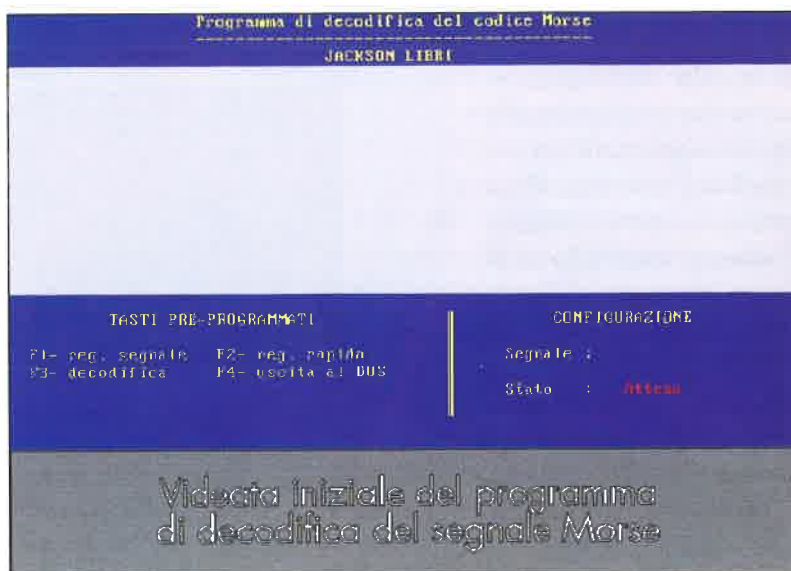 Programma di decodifica del codice Morse
JACKSON LIBRI
TASTI PRE-PROGRAMMATI
F1- reg. segnale F2- reg. rapida
F3- decodifica F4- uscita al DOS
CONFIGURAZIONE
Segnale :
Stato : Attesa
Videata iniziale del programma
di decodifica del segnale Morse